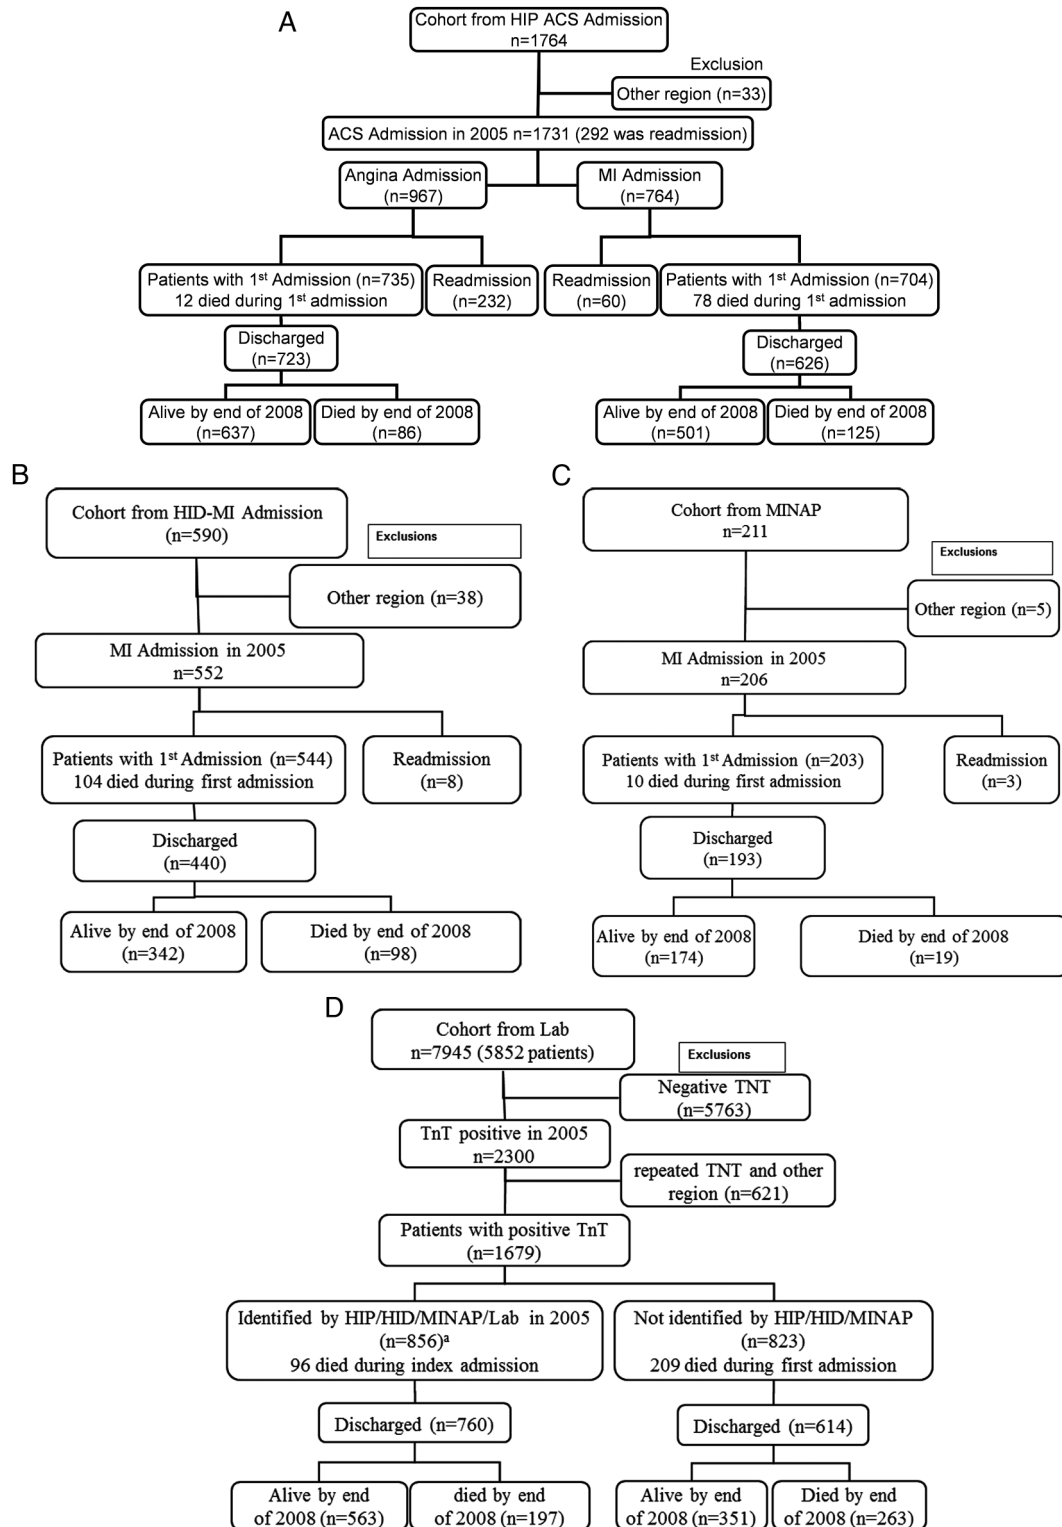 A
Cohort from HIP ACS Admission
n=1764
Exclusion
Other region (n=33)
ACS Admission in 2005 n=1731 (292 was readmission)
Angina Admission
(n=967)
MI Admission
(n=764)
Patients with 1st Admission (n=735)
12 died during 1st admission
Readmission
(n=232)
Readmission
(n=60)
Patients with 1st Admission (n=704)
78 died during 1st admission
Discharged
(n=723)
Discharged
(n=626)
Alive by end of 2008
(n=637)
Died by end of 2008
(n=86)
Alive by end of 2008
(n=501)
Died by end of 2008
(n=125)
B
Cohort from HID-MI Admission
(n=590)
Exclusions
Other region (n=38)
MI Admission in 2005
n=552
Patients with 1st Admission (n=544)
104 died during first admission
Readmission
(n=8)
Discharged
(n=440)
Alive by end of 2008
(n=342)
Died by end of 2008
(n=98)
C
Cohort from MINAP
n=211
Exclusions
Other region (n=5)
MI Admission in 2005
n=206
Patients with 1st Admission (n=203)
10 died during first admission
Readmission
(n=3)
Discharged
(n=193)
Alive by end of 2008
(n=174)
Died by end of 2008
(n=19)
D
Cohort from Lab
n=7945 (5852 patients)
Exclusions
Negative TNT
(n=5763)
TnT positive in 2005
n=2300
repeated TNT and other
region (n=621)
Patients with positive TnT
(n=1679)
Identified by HIP/HID/MINAP/Lab in 2005
(n=856)a
96 died during index admission
Not identified by HIP/HID/MINAP
(n=823)
209 died during first admission
Discharged (n=760)
Discharged (n=614)
Alive by end
of 2008 (n=563)
died by end
of 2008 (n=197)
Alive by end
of 2008 (n=351)
Died by end
of 2008 (n=263)